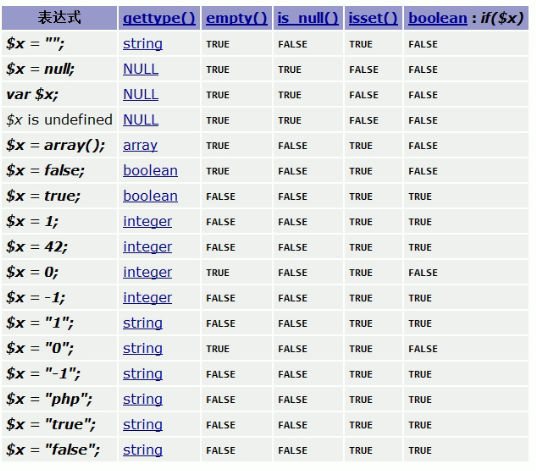 表达式 gettype() empty() is_null() isset() boolean : if($x)
$x = ""; string TRUE FALSE TRUE FALSE
$x = null; NULL TRUE TRUE FALSE FALSE
var $x; NULL TRUE TRUE FALSE FALSE
$x is undefined NULL TRUE TRUE FALSE FALSE
$x = array(); array TRUE FALSE TRUE FALSE
$x = false; boolean TRUE FALSE TRUE FALSE
$x = true; boolean FALSE FALSE TRUE TRUE
$x = 1; integer FALSE FALSE TRUE TRUE
$x = 42; integer FALSE FALSE TRUE TRUE
$x = 0; integer TRUE FALSE TRUE FALSE
$x = -1; integer FALSE FALSE TRUE TRUE
$x = "1"; string FALSE FALSE TRUE TRUE
$x = "0"; string TRUE FALSE TRUE FALSE
$x = "-1"; string FALSE FALSE TRUE TRUE
$x = "php"; string FALSE FALSE TRUE TRUE
$x = "true"; string FALSE FALSE TRUE TRUE
$x = "false"; string FALSE FALSE TRUE TRUE